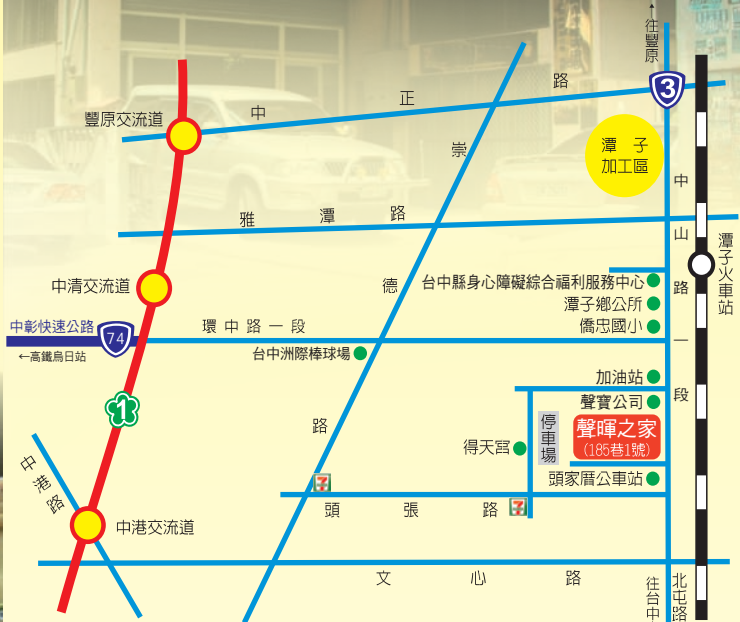 往豐原
3
豐原交流道
中正路
崇德路
潭子
加工區
中山路一段
雅潭路
潭子火車站
中清交流道
台中縣身心障礙綜合福利服務中心
潭子鄉公所
僑忠國小
中彰快速公路
74
環中路一段
←高鐵烏日站
台中洲際棒球場
加油站
聲寶公司
1
停車場
聲暉之家
(185巷1號)
得天宮
頭家厝公車站
中港路
7
頭張路
7
中港交流道
文心路
往台中
北屯路